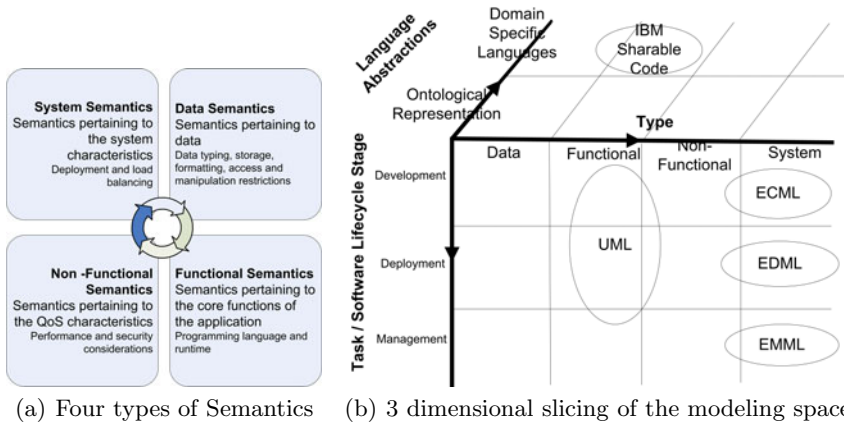 System Semantics
Semantics pertaining to
the system
characteristics
Deployment and load
balancing
Data Semantics
Semantics pertaining to
data
Data typing, storage,
formatting, access and
manipulation restrictions
Non -Functional
Semantics
Semantics pertaining to
the QoS characteristics
Performance and security
considerations
Functional Semantics
Semantics pertaining to
the core functions of
the application
Programming language and
runtime
(a) Four types of Semantics
Language
Abstractions
Domain
Specific
Languages
Ontological
Representation
IBM
Sharable
Code
Type
Data
Functional
Non-
Functional
System
Task / Software Lifecycle Stage
Development
Deployment
Management
UML
ECML
EDML
EMML
(b) 3 dimensional slicing of the modeling space